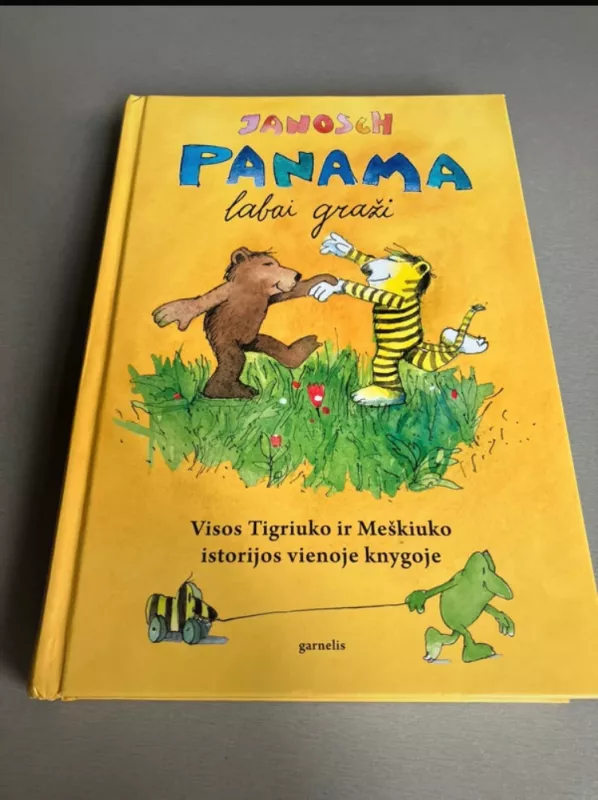 JANOSCH
PANAMA
labai graži
Visos Tigriuko ir Meškiuko
istorijos vienoje knygoje
garnelis